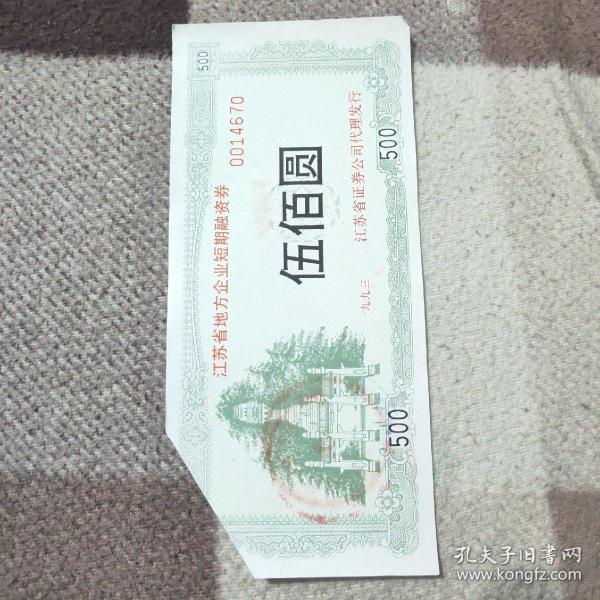 江苏省地方企业短期融资券
0014670
伍佰圆
一九九三
江苏省证券公司代理发行
500
500
500
孔夫子旧书网
www.kongfz.com